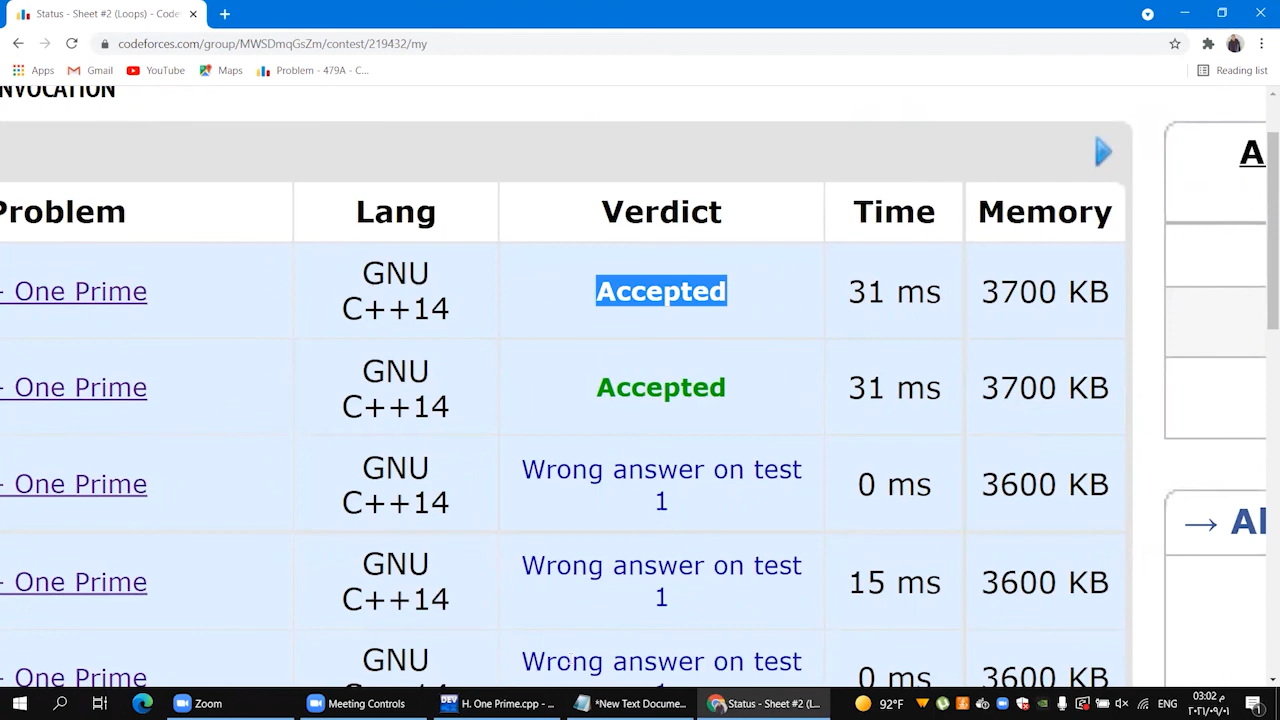 Status - Sheet #2 (Loops) - Code
codeforces.com/group/MWSDmqGsZm/contest/219432/my
Apps Gmail YouTube Maps Problem - 479A - C... Reading list
NVOCATION
Problem Lang Verdict Time Memory
- One Prime GNU C++14 Accepted 31 ms 3700 KB
- One Prime GNU C++14 Accepted 31 ms 3700 KB
- One Prime GNU C++14 Wrong answer on test 1 0 ms 3600 KB
- One Prime GNU C++14 Wrong answer on test 1 15 ms 3600 KB
- One Prime GNU Wrong answer on test 0 ms 3600 KB
A
→ Al
Zoom Meeting Controls H. One Prime.cpp - ... *New Text Docume... Status - Sheet #2 (L... 92°F ENG 03:02 م
٢٠٢١/٠٩/٠١